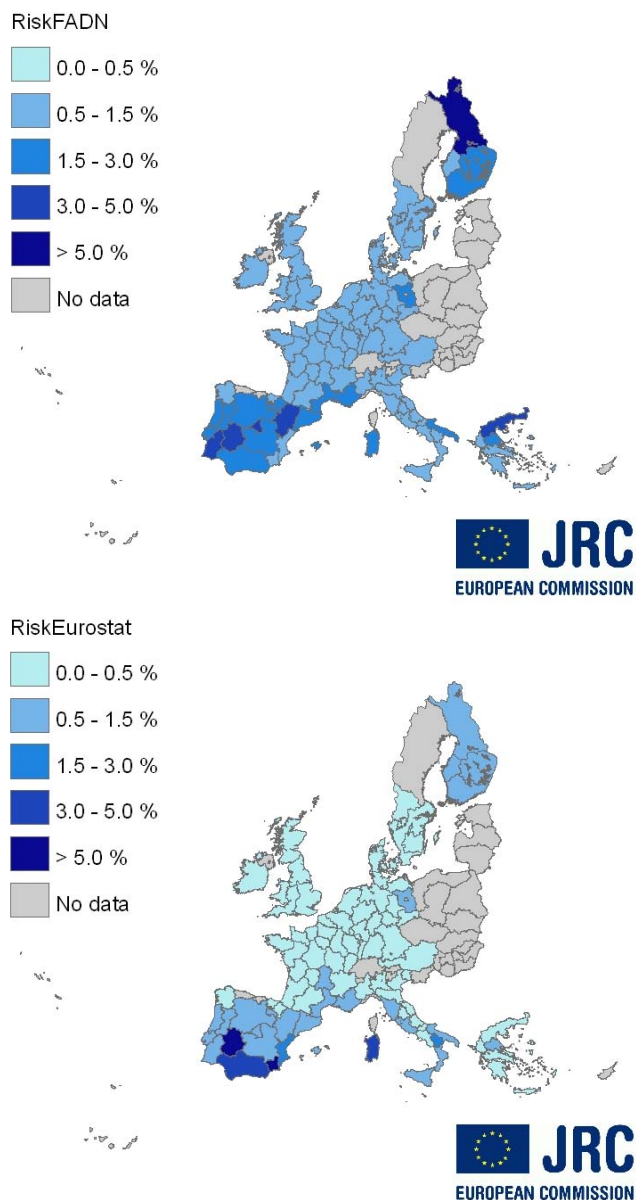 RiskFADN
0.0 - 0.5 %
0.5 - 1.5 %
1.5 - 3.0 %
3.0 - 5.0 %
> 5.0 %
No data
JRC
EUROPEAN COMMISSION
RiskEurostat
0.0 - 0.5 %
0.5 - 1.5 %
1.5 - 3.0 %
3.0 - 5.0 %
> 5.0 %
No data
JRC
EUROPEAN COMMISSION